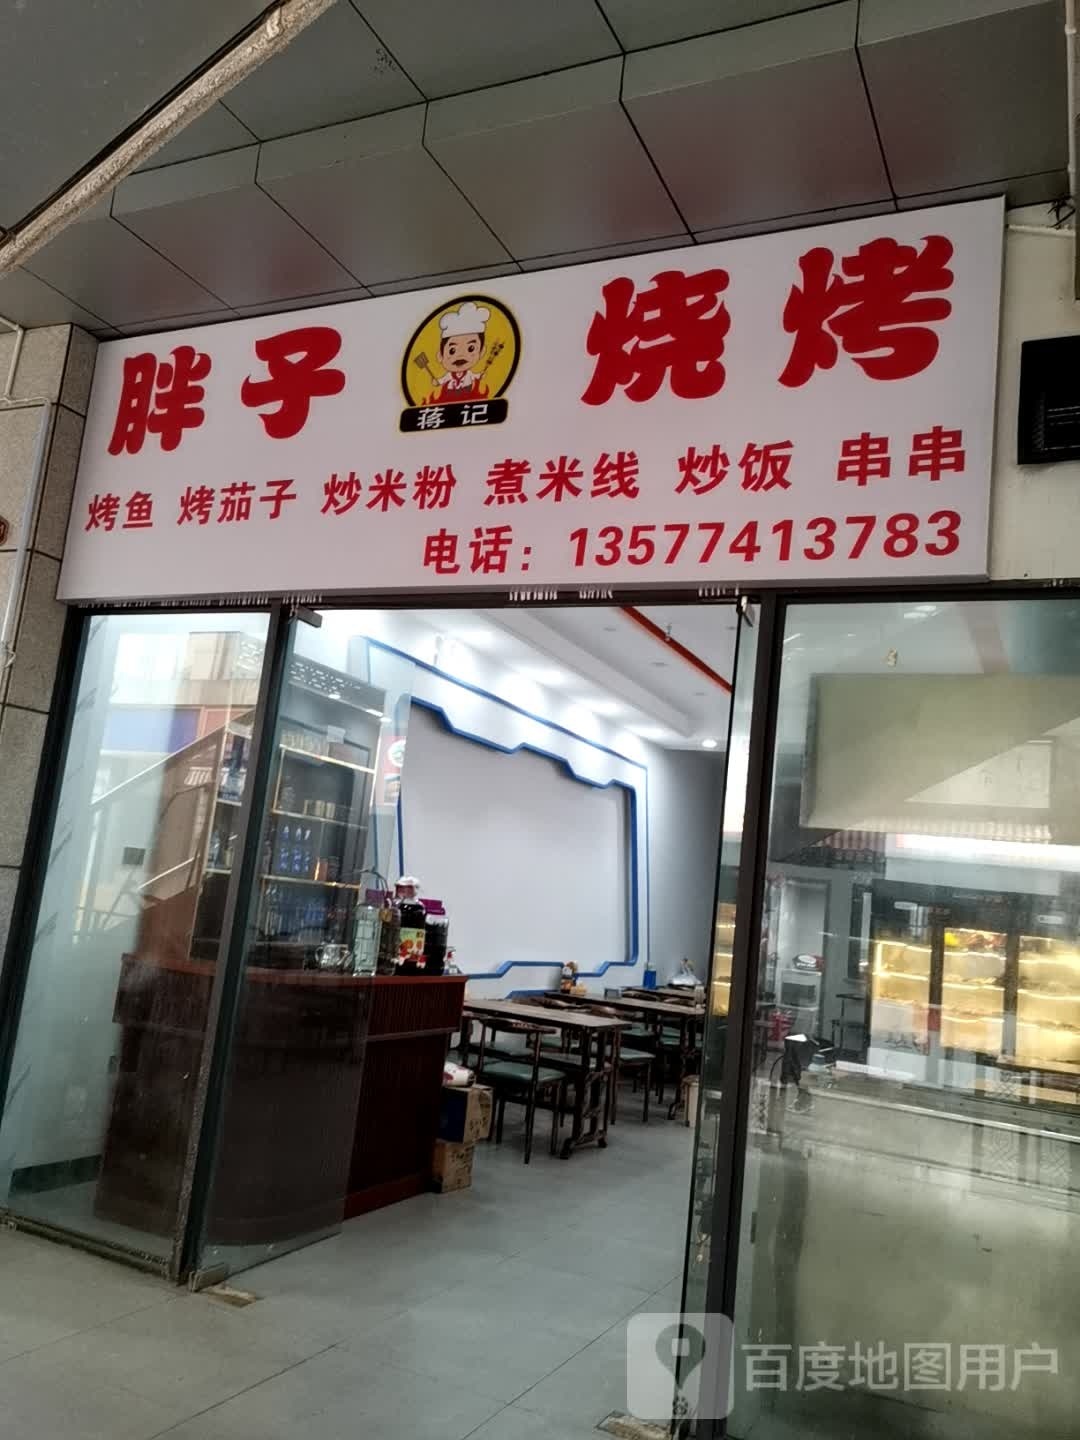 胖子 烧烤
蒋记
烤鱼 烤茄子 炒米粉 煮米线 炒饭 串串
电话：13577413783
百度地图用户